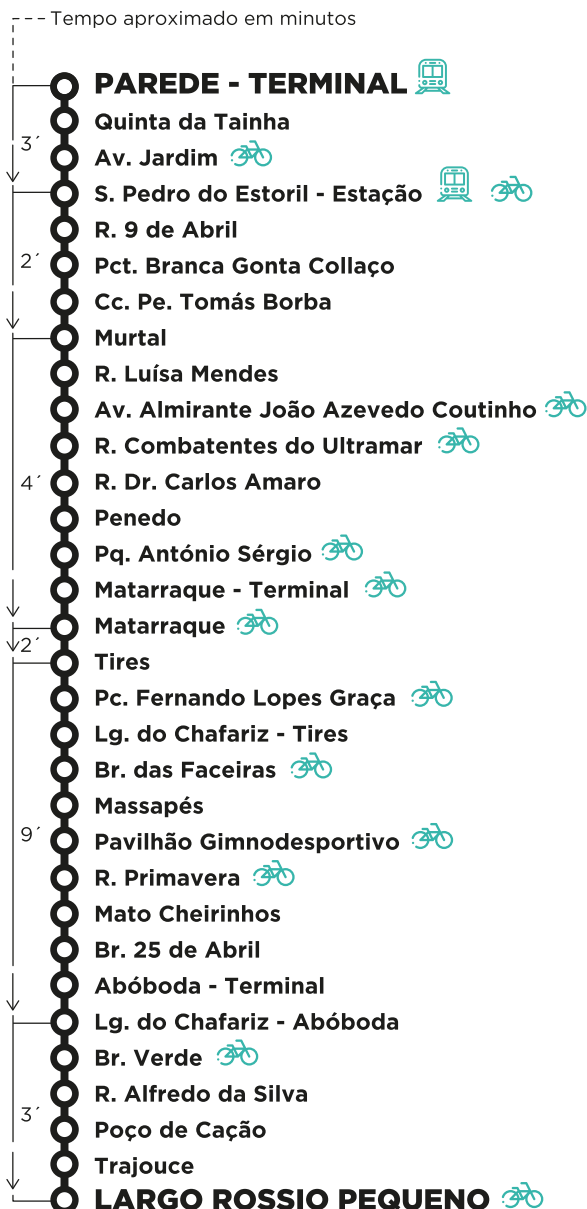 Tempo aproximado em minutos
PAREDE - TERMINAL
Quinta da Tainha
3´
Av. Jardim
S. Pedro do Estoril - Estação
R. 9 de Abril
2´
Pct. Branca Gonta Collaço
Cc. Pe. Tomás Borba
Murtal
R. Luísa Mendes
Av. Almirante João Azevedo Coutinho
R. Combatentes do Ultramar
4´
R. Dr. Carlos Amaro
Penedo
Pq. António Sérgio
Matarraque - Terminal
Matarraque
2´
Tires
Pc. Fernando Lopes Graça
Lg. do Chafariz - Tires
Br. das Faceiras
Massapés
9´
Pavilhão Gimnodesportivo
R. Primavera
Mato Cheirinhos
Br. 25 de Abril
Abóboda - Terminal
Lg. do Chafariz - Abóboda
Br. Verde
R. Alfredo da Silva
3´
Poço de Cação
Trajouce
LARGO ROSSIO PEQUENO